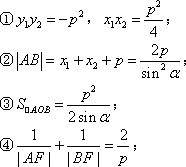 ① y₁y₂ = −p², x₁x₂ = p²/4;
② |AB| = x₁ + x₂ + p = 2p/sin²α;
③ S□AOB = p²/(2 sin α);
④ 1/|AF| + 1/|BF| = 2/p;